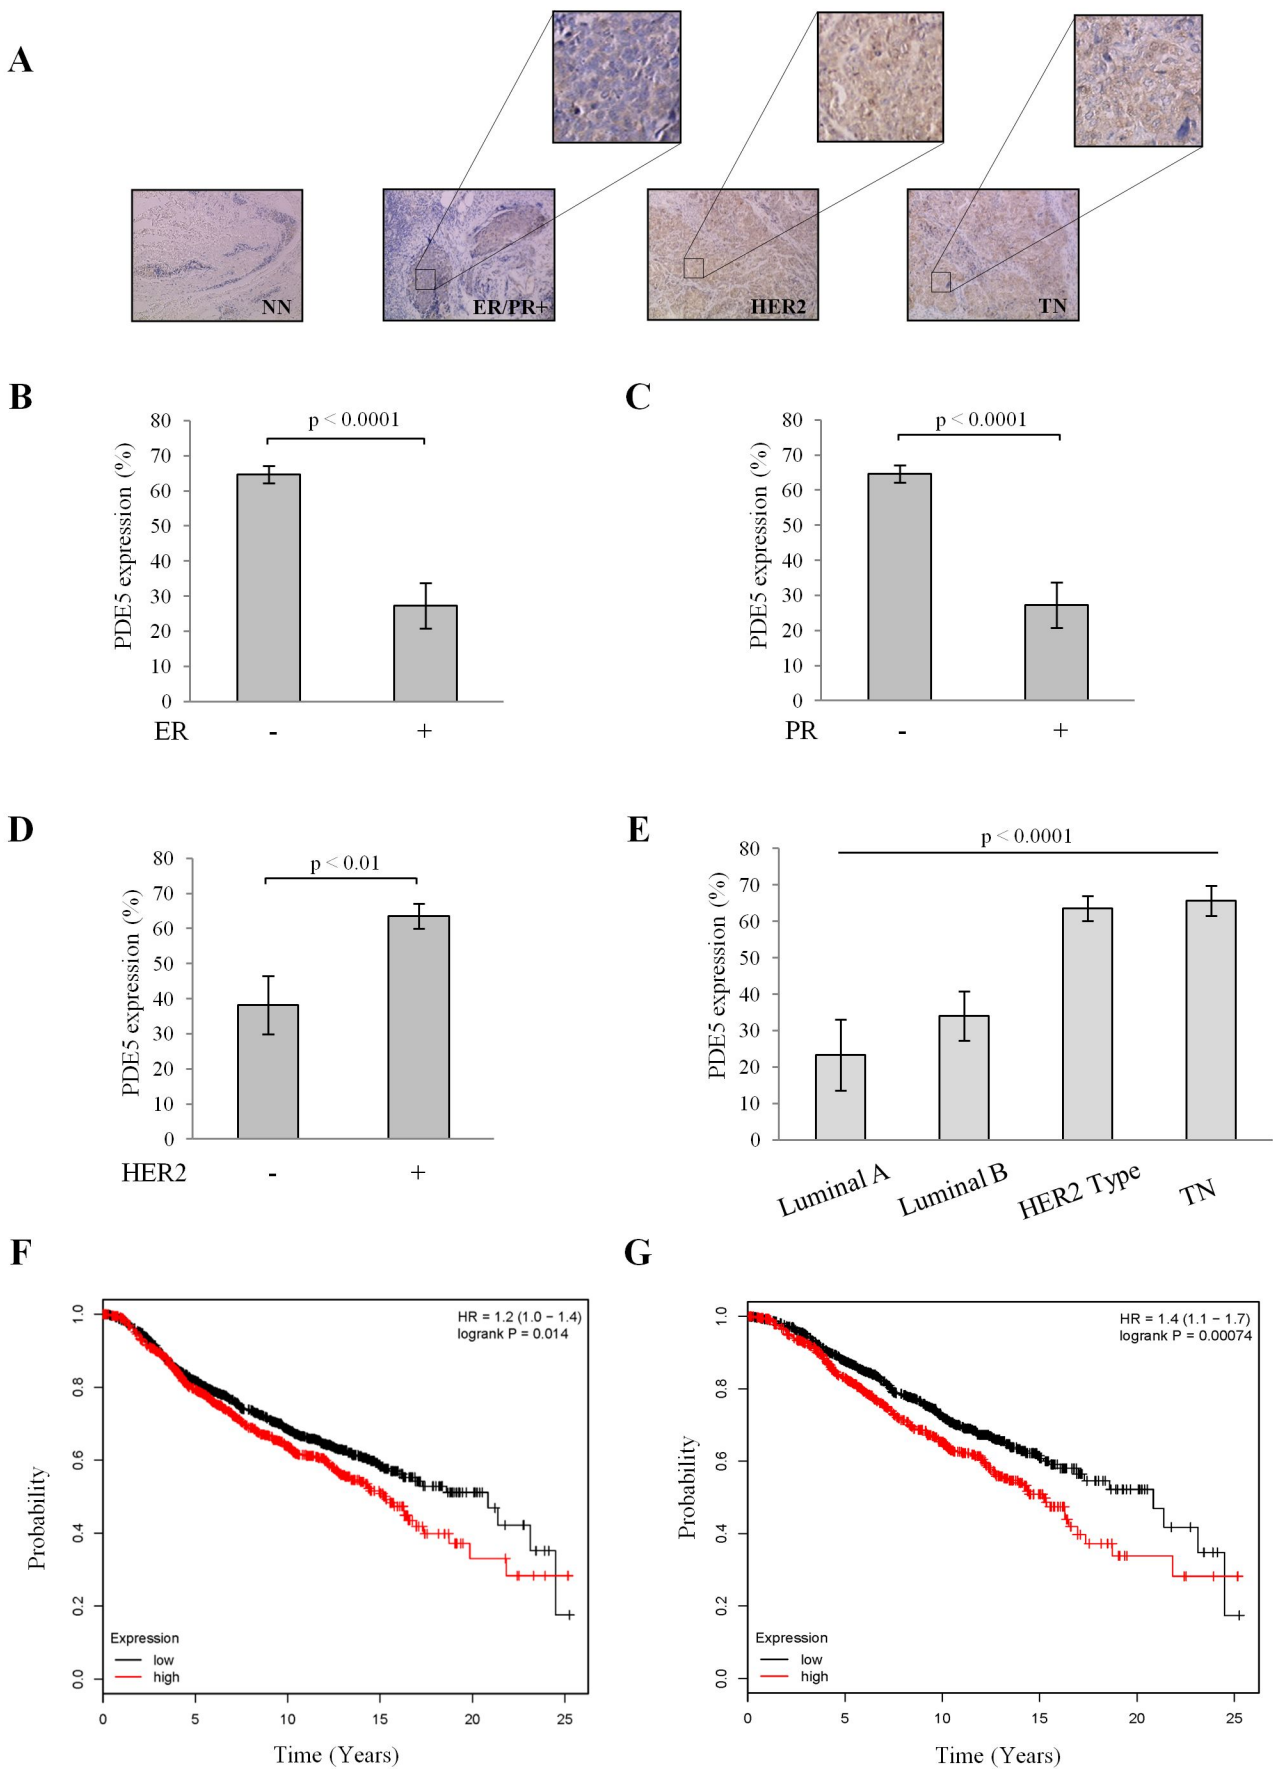 A
NN
ER/PR+
HER2
TN
B
PDE5 expression (%)
80
70
60
50
40
30
20
10
0
p < 0.0001
ER
-
+
C
PDE5 expression (%)
80
70
60
50
40
30
20
10
0
p < 0.0001
PR
-
+
D
PDE5 expression (%)
80
70
60
50
40
30
20
10
0
p < 0.01
HER2
-
+
E
PDE5 expression (%)
80
70
60
50
40
30
20
10
0
p < 0.0001
Luminal A
Luminal B
HER2 Type
TN
F
Probability
1.0
0.8
0.6
0.4
0.2
0.0
HR = 1.2 (1.0 − 1.4)
logrank P = 0.014
Expression
low
high
0
5
10
15
20
25
Time (Years)
G
Probability
1.0
0.8
0.6
0.4
0.2
0.0
HR = 1.4 (1.1 − 1.7)
logrank P = 0.00074
Expression
low
high
0
5
10
15
20
25
Time (Years)